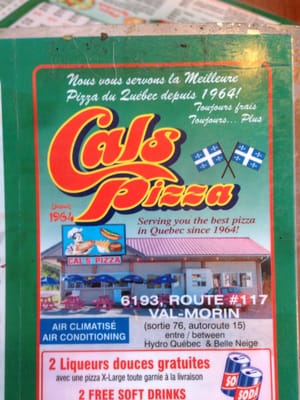 Nous vous servons la Meilleure
Pizza du Québec depuis 1964!
Toujours frais
Toujours... Plus
Cals
Pizza
1964
Serving you the best pizza
in Quebec since 1964!
CAL'S PIZZA
6193, ROUTE #117
VAL-MORIN
(sortie 76, autoroute 15)
entre / between
Hydro Québec & Belle Neige
AIR CLIMATISÉ
AIR CONDITIONING
2 Liqueurs douces gratuites
avec une pizza X-Large toute garnie à la livraison
2 FREE SOFT DRINKS
SODA
SODA